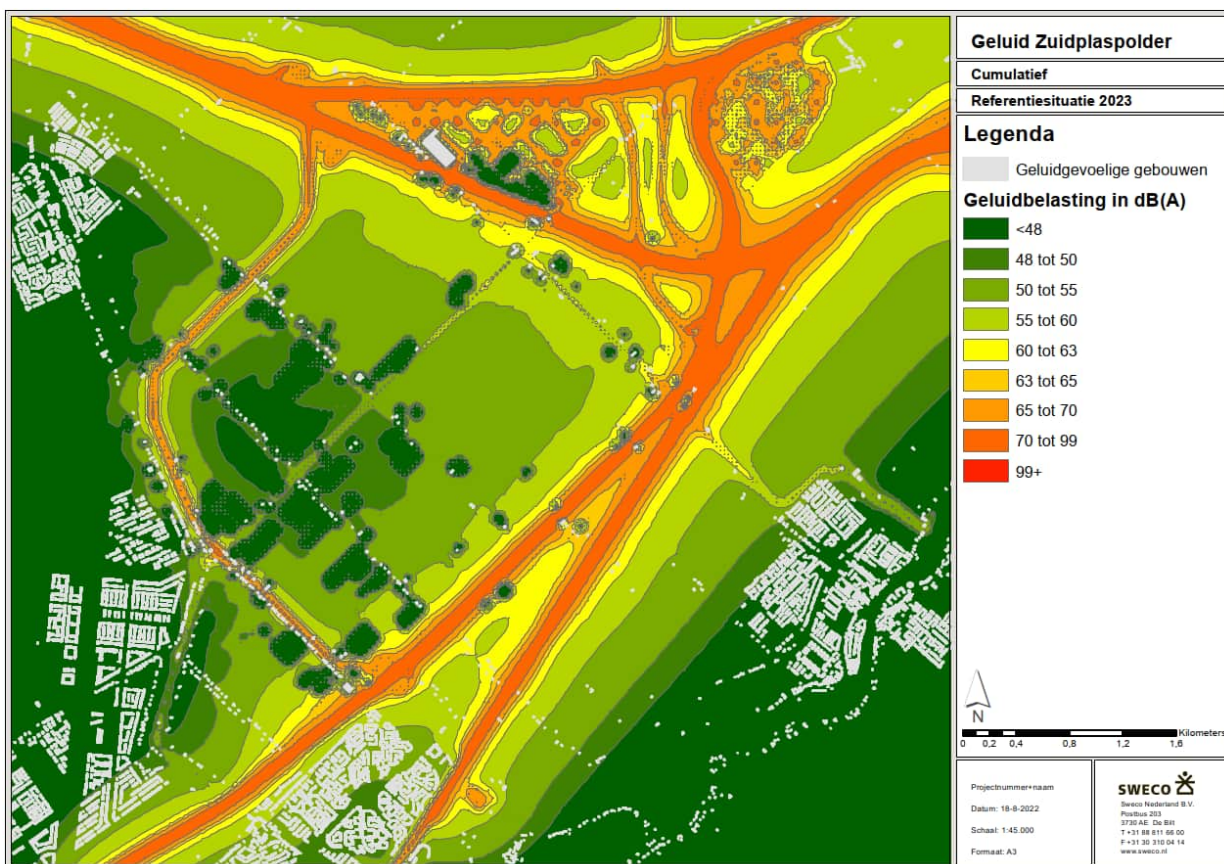 Geluid Zuidplaspolder
Cumulatief
Referentiesituatie 2023
Legenda
Geluidgevoelige gebouwen
Geluidbelasting in dB(A)
<48
48 tot 50
50 tot 55
55 tot 60
60 tot 63
63 tot 65
65 tot 70
70 tot 99
99+
N
Kilometers
0 0,2 0,4 0,8 1,2 1,6
Projectnummer+naam
Datum: 18-8-2022
Schaal: 1:45.000
Formaat: A3
SWECO
Sweco Nederland B.V.
Postbus 203
3730 AE De Bilt
T +31 88 811 66 00
F +31 30 310 04 14
www.sweco.nl